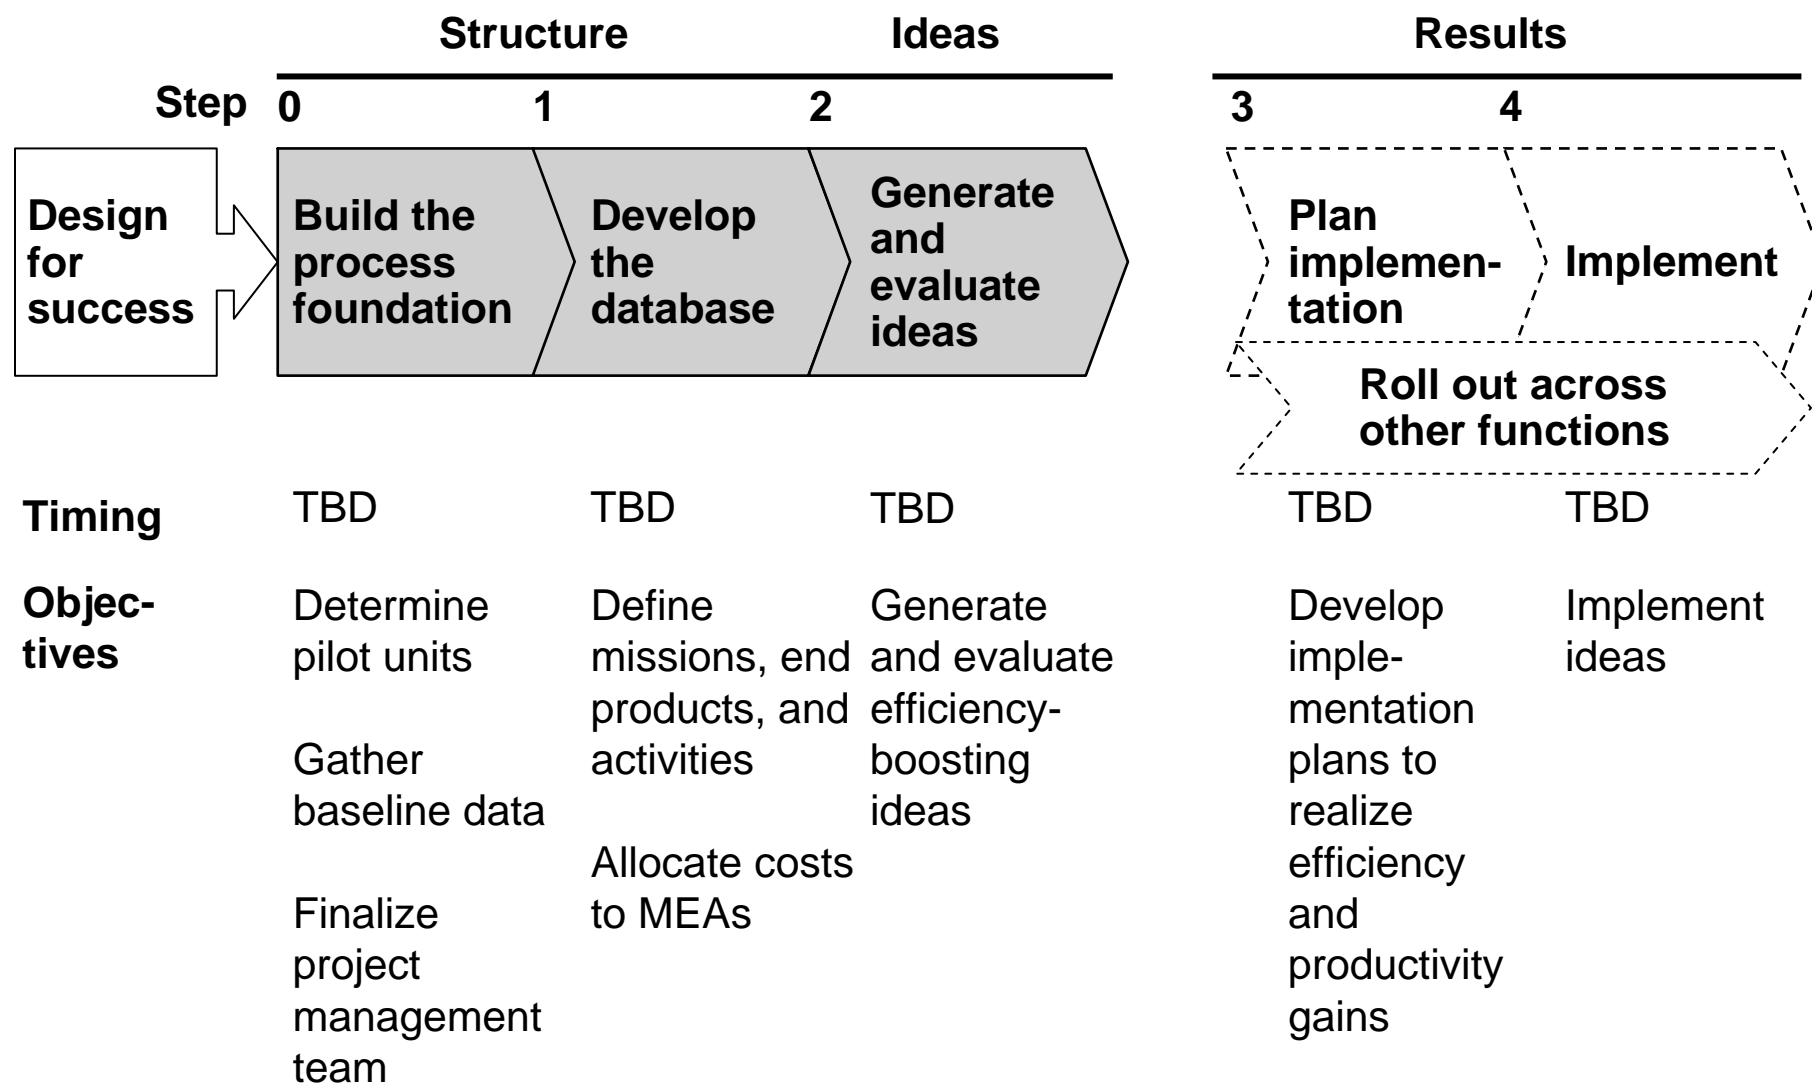 Structure
Ideas
Results
Step
0
1
2
3
4
Design
for
success
Build the
process
foundation
Develop
the
database
Generate
and
evaluate
ideas
Plan
implemen-
tation
Implement
Roll out across
other functions
Timing
TBD
TBD
TBD
TBD
TBD
Objec-
tives
Determine
pilot units
Gather
baseline data
Finalize
project
management
team
Define
missions, end
products, and
activities
Allocate costs
to MEAs
Generate
and evaluate
efficiency-
boosting
ideas
Develop
imple-
mentation
plans to
realize
efficiency
and
productivity
gains
Implement
ideas